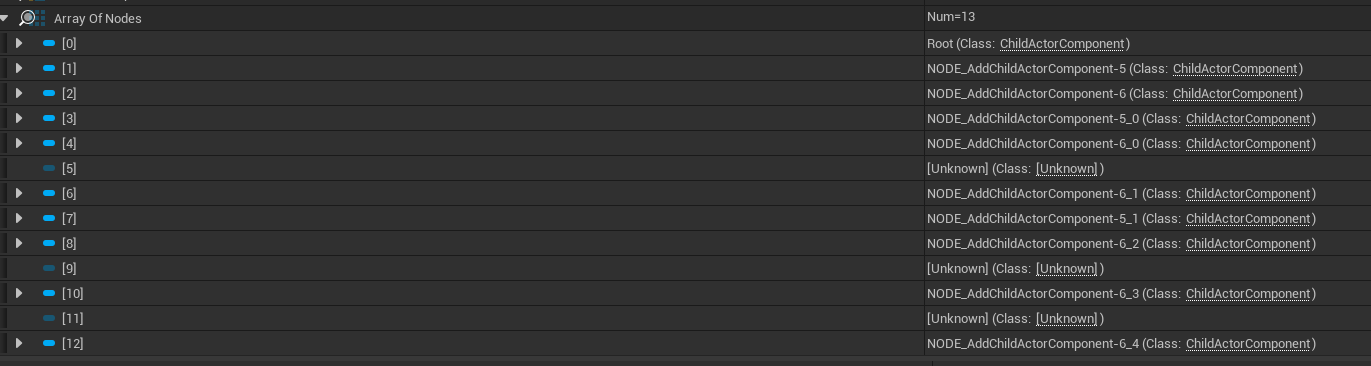 Array Of Nodes Num=13
[0] Root (Class: ChildActorComponent)
[1] NODE_AddChildActorComponent-5 (Class: ChildActorComponent)
[2] NODE_AddChildActorComponent-6 (Class: ChildActorComponent)
[3] NODE_AddChildActorComponent-5_0 (Class: ChildActorComponent)
[4] NODE_AddChildActorComponent-6_0 (Class: ChildActorComponent)
[5] [Unknown] (Class: [Unknown])
[6] NODE_AddChildActorComponent-6_1 (Class: ChildActorComponent)
[7] NODE_AddChildActorComponent-5_1 (Class: ChildActorComponent)
[8] NODE_AddChildActorComponent-6_2 (Class: ChildActorComponent)
[9] [Unknown] (Class: [Unknown])
[10] NODE_AddChildActorComponent-6_3 (Class: ChildActorComponent)
[11] [Unknown] (Class: [Unknown])
[12] NODE_AddChildActorComponent-6_4 (Class: ChildActorComponent)